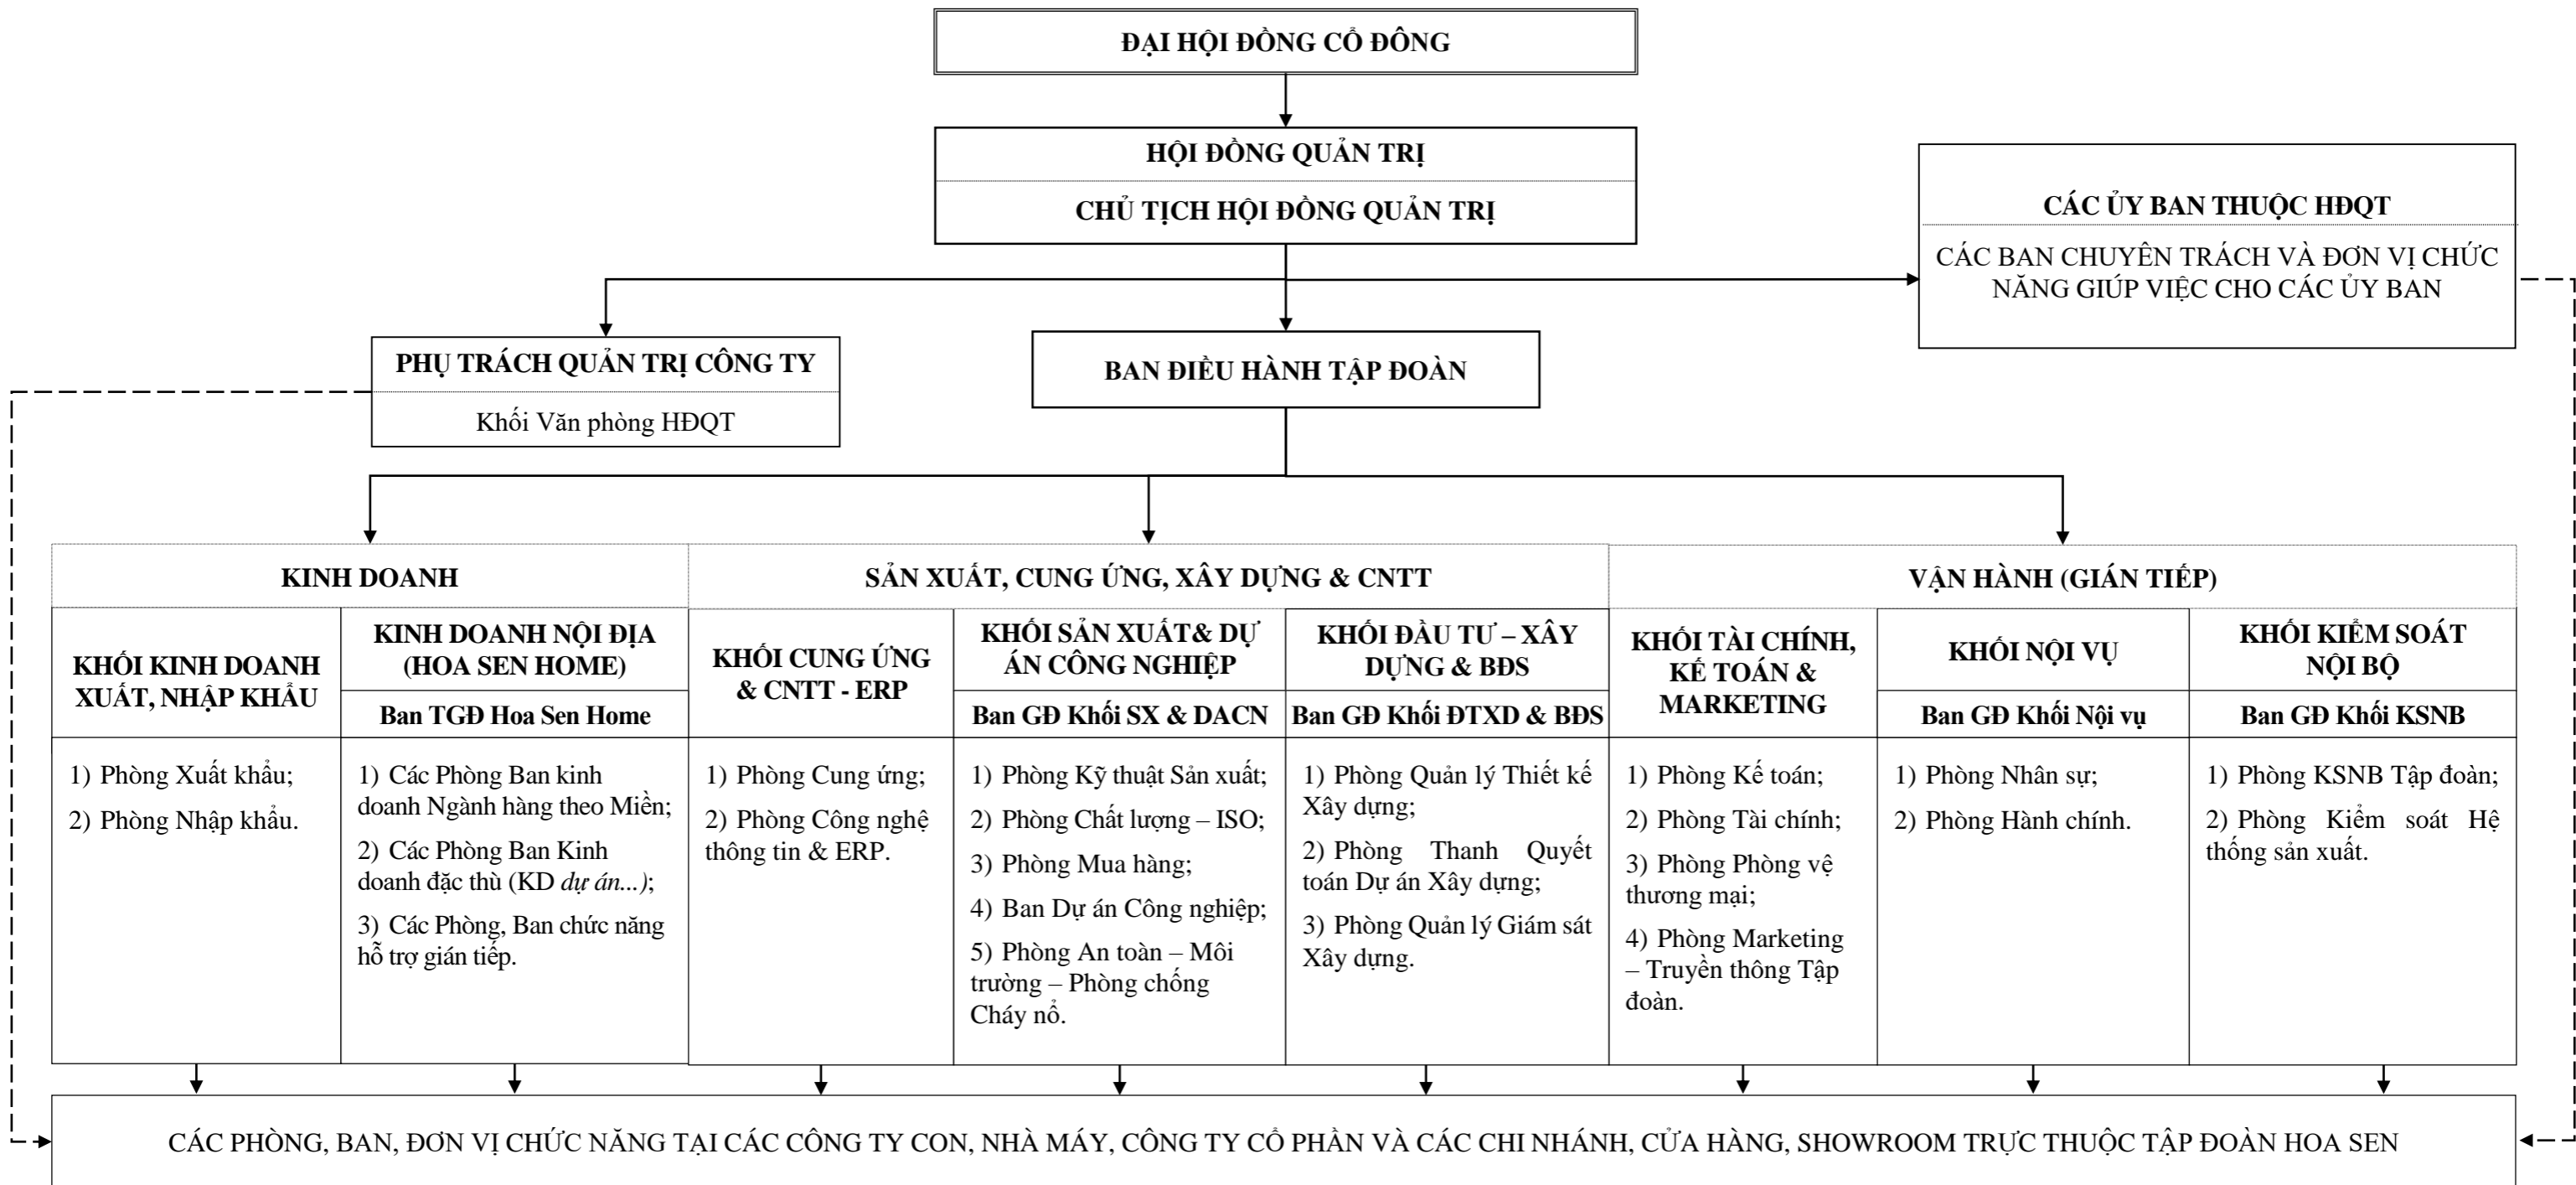 ĐẠI HỘI ĐỒNG CỔ ĐÔNG
HỘI ĐỒNG QUẢN TRỊ
CHỦ TỊCH HỘI ĐỒNG QUẢN TRỊ
CÁC ỦY BAN THUỘC HĐQT
CÁC BAN CHUYÊN TRÁCH VÀ ĐƠN VỊ CHỨC
NĂNG GIÚP VIỆC CHO CÁC ỦY BAN
PHỤ TRÁCH QUẢN TRỊ CÔNG TY
Khối Văn phòng HĐQT
BAN ĐIỀU HÀNH TẬP ĐOÀN
KINH DOANH
SẢN XUẤT, CUNG ỨNG, XÂY DỰNG & CNTT
VẬN HÀNH (GIÁN TIẾP)
KHỐI KINH DOANH
XUẤT, NHẬP KHẨU
KINH DOANH NỘI ĐỊA
(HOA SEN HOME)
Ban TGĐ Hoa Sen Home
KHỐI CUNG ỨNG
& CNTT - ERP
KHỐI SẢN XUẤT& DỰ
ÁN CÔNG NGHIỆP
Ban GĐ Khối SX & DACN
KHỐI ĐẦU TƯ – XÂY
DỰNG & BĐS
Ban GĐ Khối ĐTXD & BĐS
KHỐI TÀI CHÍNH,
KẾ TOÁN &
MARKETING
KHỐI NỘI VỤ
Ban GĐ Khối Nội vụ
KHỐI KIỂM SOÁT
NỘI BỘ
Ban GĐ Khối KSNB
1) Phòng Xuất khẩu;
2) Phòng Nhập khẩu.
1) Các Phòng Ban kinh
doanh Ngành hàng theo Miền;
2) Các Phòng Ban Kinh
doanh đặc thù (KD dự án...);
3) Các Phòng, Ban chức năng
hỗ trợ gián tiếp.
1) Phòng Cung ứng;
2) Phòng Công nghệ
thông tin & ERP.
1) Phòng Kỹ thuật Sản xuất;
2) Phòng Chất lượng – ISO;
3) Phòng Mua hàng;
4) Ban Dự án Công nghiệp;
5) Phòng An toàn – Môi
trường – Phòng chống
Cháy nổ.
1) Phòng Quản lý Thiết kế
Xây dựng;
2) Phòng Thanh Quyết
toán Dự án Xây dựng;
3) Phòng Quản lý Giám sát
Xây dựng.
1) Phòng Kế toán;
2) Phòng Tài chính;
3) Phòng Phòng vệ
thương mại;
4) Phòng Marketing
– Truyền thông Tập
đoàn.
1) Phòng Nhân sự;
2) Phòng Hành chính.
1) Phòng KSNB Tập đoàn;
2) Phòng Kiểm soát Hệ
thống sản xuất.
CÁC PHÒNG, BAN, ĐƠN VỊ CHỨC NĂNG TẠI CÁC CÔNG TY CON, NHÀ MÁY, CÔNG TY CỔ PHẦN VÀ CÁC CHI NHÁNH, CỬA HÀNG, SHOWROOM TRỰC THUỘC TẬP ĐOÀN HOA SEN